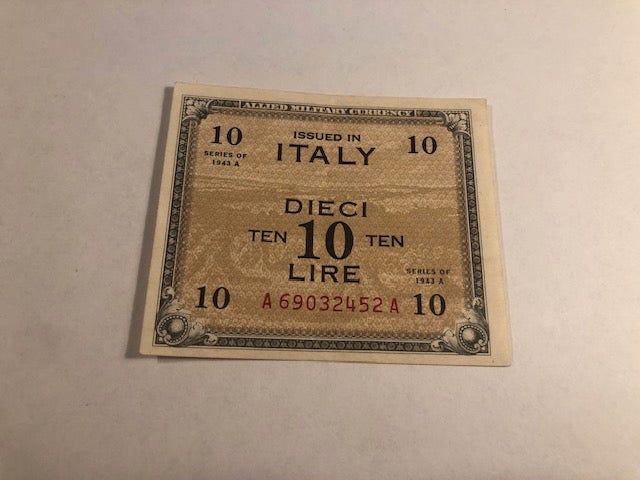 ALLIED MILITARY CURRENCY
10 ISSUED IN 10
SERIES OF
1943 A
ITALY
DIECI
TEN 10 TEN
LIRE
SERIES OF
1943 A
10 A 69032452 A 10